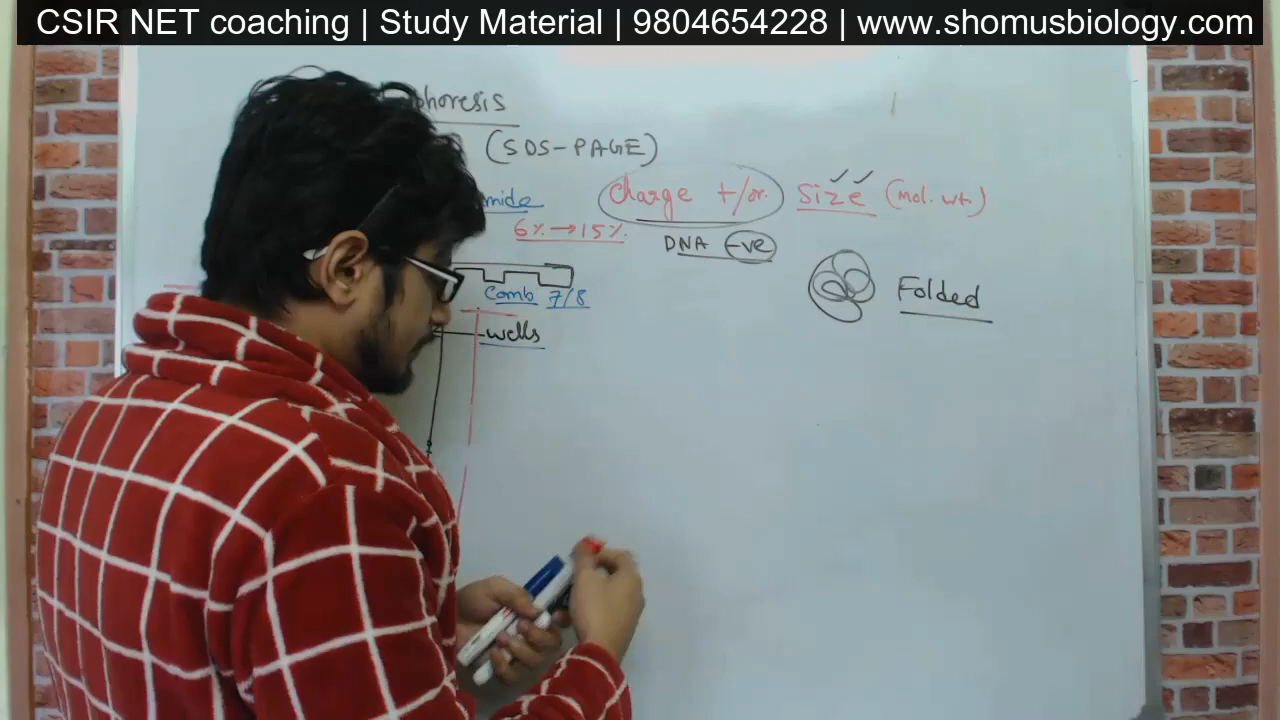 CSIR NET coaching | Study Material | 9804654228 | www.shomusbiology.com
phoresis
(SDS-PAGE)
mide
Charge +/or. Size (Mol. wt.)
6% → 15%
DNA -ve
Folded
Comb 7/8
wells